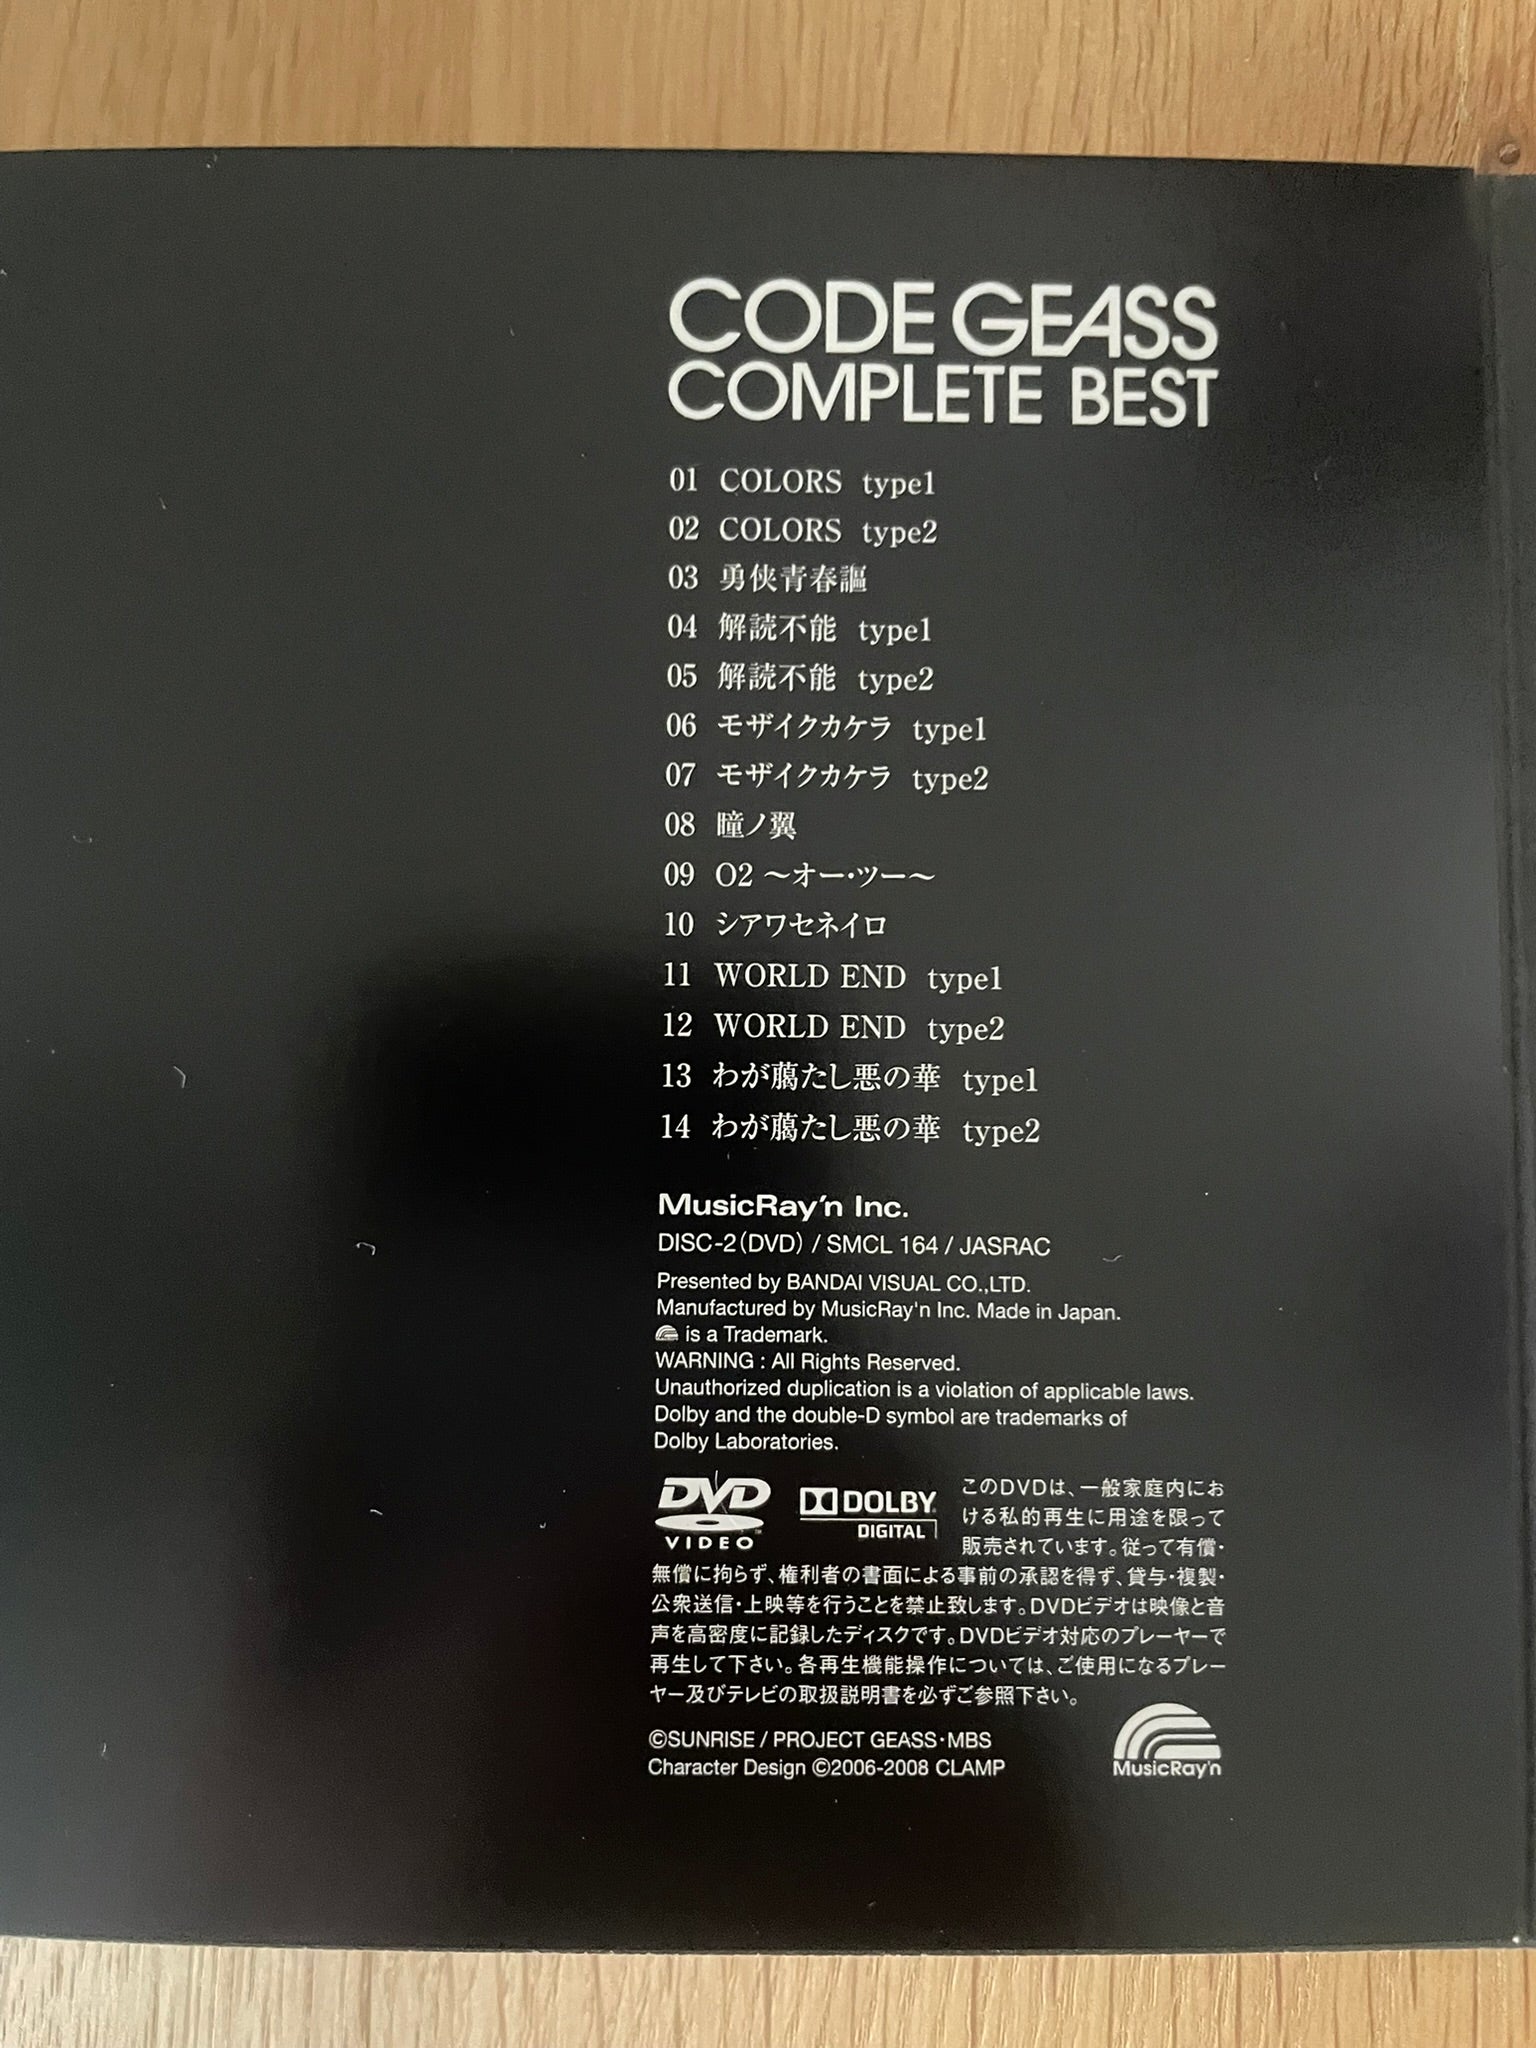 CODE GEASS
COMPLETE BEST
01 COLORS type1
02 COLORS type2
03 勇侠青春謳
04 解読不能 type1
05 解読不能 type2
06 モザイクカケラ type1
07 モザイクカケラ type2
08 瞳ノ翼
09 O2 〜オー・ツー〜
10 シアワセネイロ
11 WORLD END type1
12 WORLD END type2
13 わが﨟たし悪の華 type1
14 わが﨟たし悪の華 type2
MusicRay'n Inc.
DISC-2(DVD) / SMCL 164 / JASRAC
Presented by BANDAI VISUAL CO.,LTD.
Manufactured by MusicRay'n Inc. Made in Japan.
is a Trademark.
WARNING : All Rights Reserved.
Unauthorized duplication is a violation of applicable laws.
Dolby and the double-D symbol are trademarks of
Dolby Laboratories.
DVD
VIDEO
DOLBY
DIGITAL
このDVDは、一般家庭内にお
ける私的再生に用途を限って
販売されています。従って有償・
無償に拘らず、権利者の書面による事前の承認を得ず、貸与・複製・
公衆送信・上映等を行うことを禁止致します。DVDビデオは映像と音
声を高密度に記録したディスクです。DVDビデオ対応のプレーヤーで
再生して下さい。各再生機能操作については、ご使用になるプレー
ヤー及びテレビの取扱説明書を必ずご参照下さい。
©SUNRISE / PROJECT GEASS・MBS
Character Design ©2006-2008 CLAMP
MusicRay'n